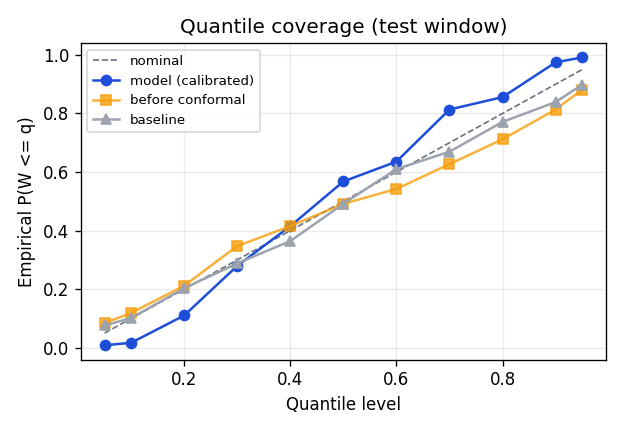 Quantile coverage (test window)
nominal
model (calibrated)
before conformal
baseline
Empirical P(W <= q)
1.0
0.8
0.6
0.4
0.2
0.0
0.2 0.4 0.6 0.8
Quantile level